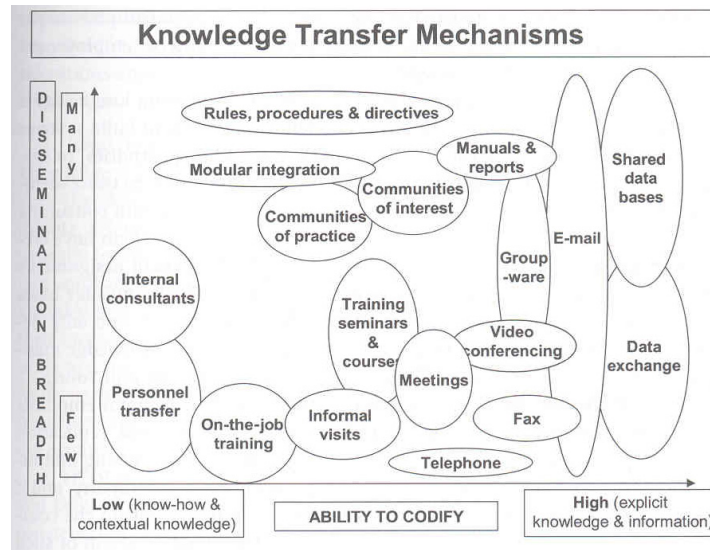 Knowledge Transfer Mechanisms
DISSEMINATION BREADTH
Many
Few
Rules, procedures & directives
Modular integration
Manuals &
reports
Communities
of interest
Communities
of practice
Shared
data
bases
E-mail
Group
-ware
Internal
consultants
Training
seminars
&
courses
Video
conferencing
Data
exchange
Meetings
Personnel
transfer
On-the-job
training
Informal
visits
Fax
Telephone
Low (know-how &
contextual knowledge)
ABILITY TO CODIFY
High (explicit
knowledge & information)